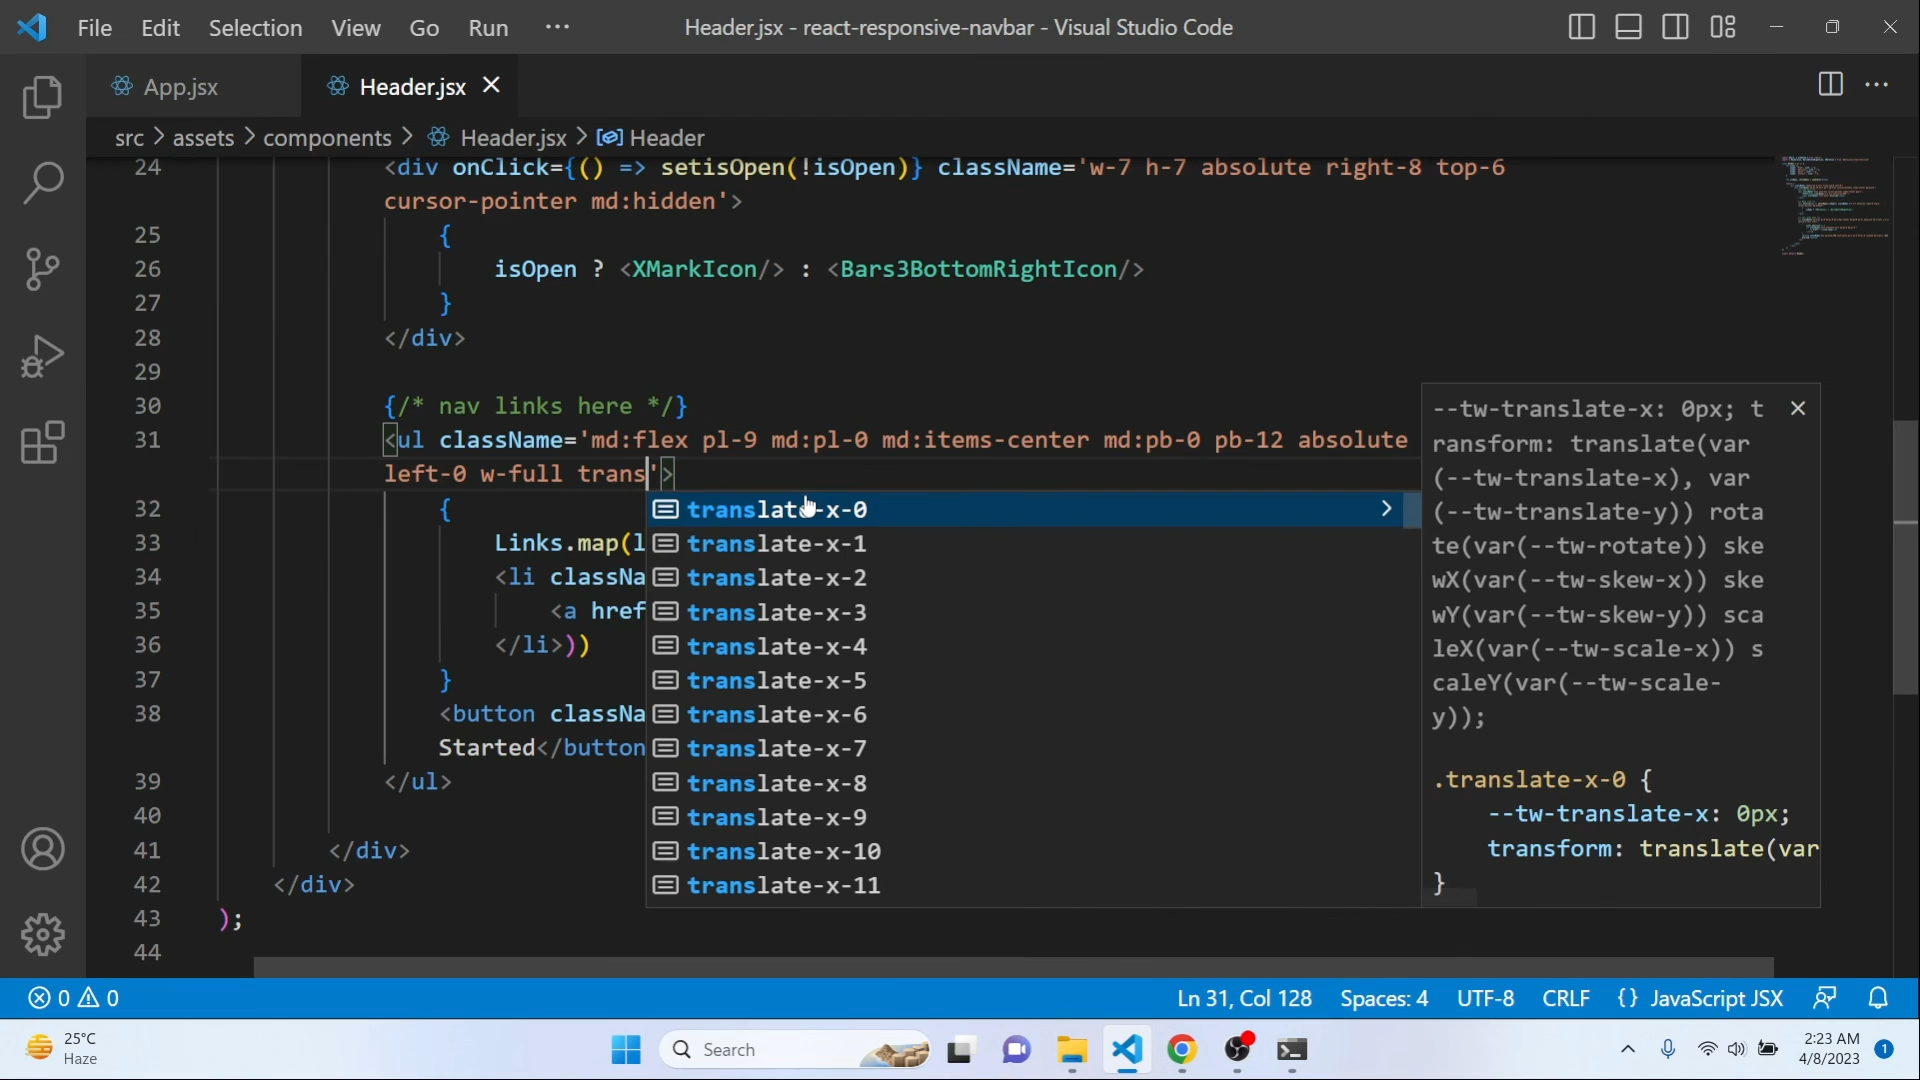 File Edit Selection View Go Run ··· Header.jsx - react-responsive-navbar - Visual Studio Code
App.jsx Header.jsx
src > assets > components > Header.jsx > Header
24 <div onClick={() => setisOpen(!isOpen)} className='w-7 h-7 absolute right-8 top-6
cursor-pointer md:hidden'>
25 {
26 isOpen ? <XMarkIcon/> : <Bars3BottomRightIcon/>
27 }
28 </div>
29
30 {/* nav links here */}
31 <ul className='md:flex pl-9 md:pl-0 md:items-center md:pb-0 pb-12 absolute
left-0 w-full trans'>
32 {
33 Links.map(l
34 <li classNa
35 <a href
36 </li>))
37 }
38 <button classNa
Started</button
39 </ul>
40
41 </div>
42 </div>
43 );
44
translate-x-0
translate-x-1
translate-x-2
translate-x-3
translate-x-4
translate-x-5
translate-x-6
translate-x-7
translate-x-8
translate-x-9
translate-x-10
translate-x-11
--tw-translate-x: 0px; t
ransform: translate(var
(--tw-translate-x), var
(--tw-translate-y)) rota
te(var(--tw-rotate)) ske
wX(var(--tw-skew-x)) ske
wY(var(--tw-skew-y)) sca
leX(var(--tw-scale-x)) s
caleY(var(--tw-scale-
y));
.translate-x-0 {
--tw-translate-x: 0px;
transform: translate(var
}
0 0 Ln 31, Col 128 Spaces: 4 UTF-8 CRLF {} JavaScript JSX
25°C
Haze
Search
2:23 AM
4/8/2023
1